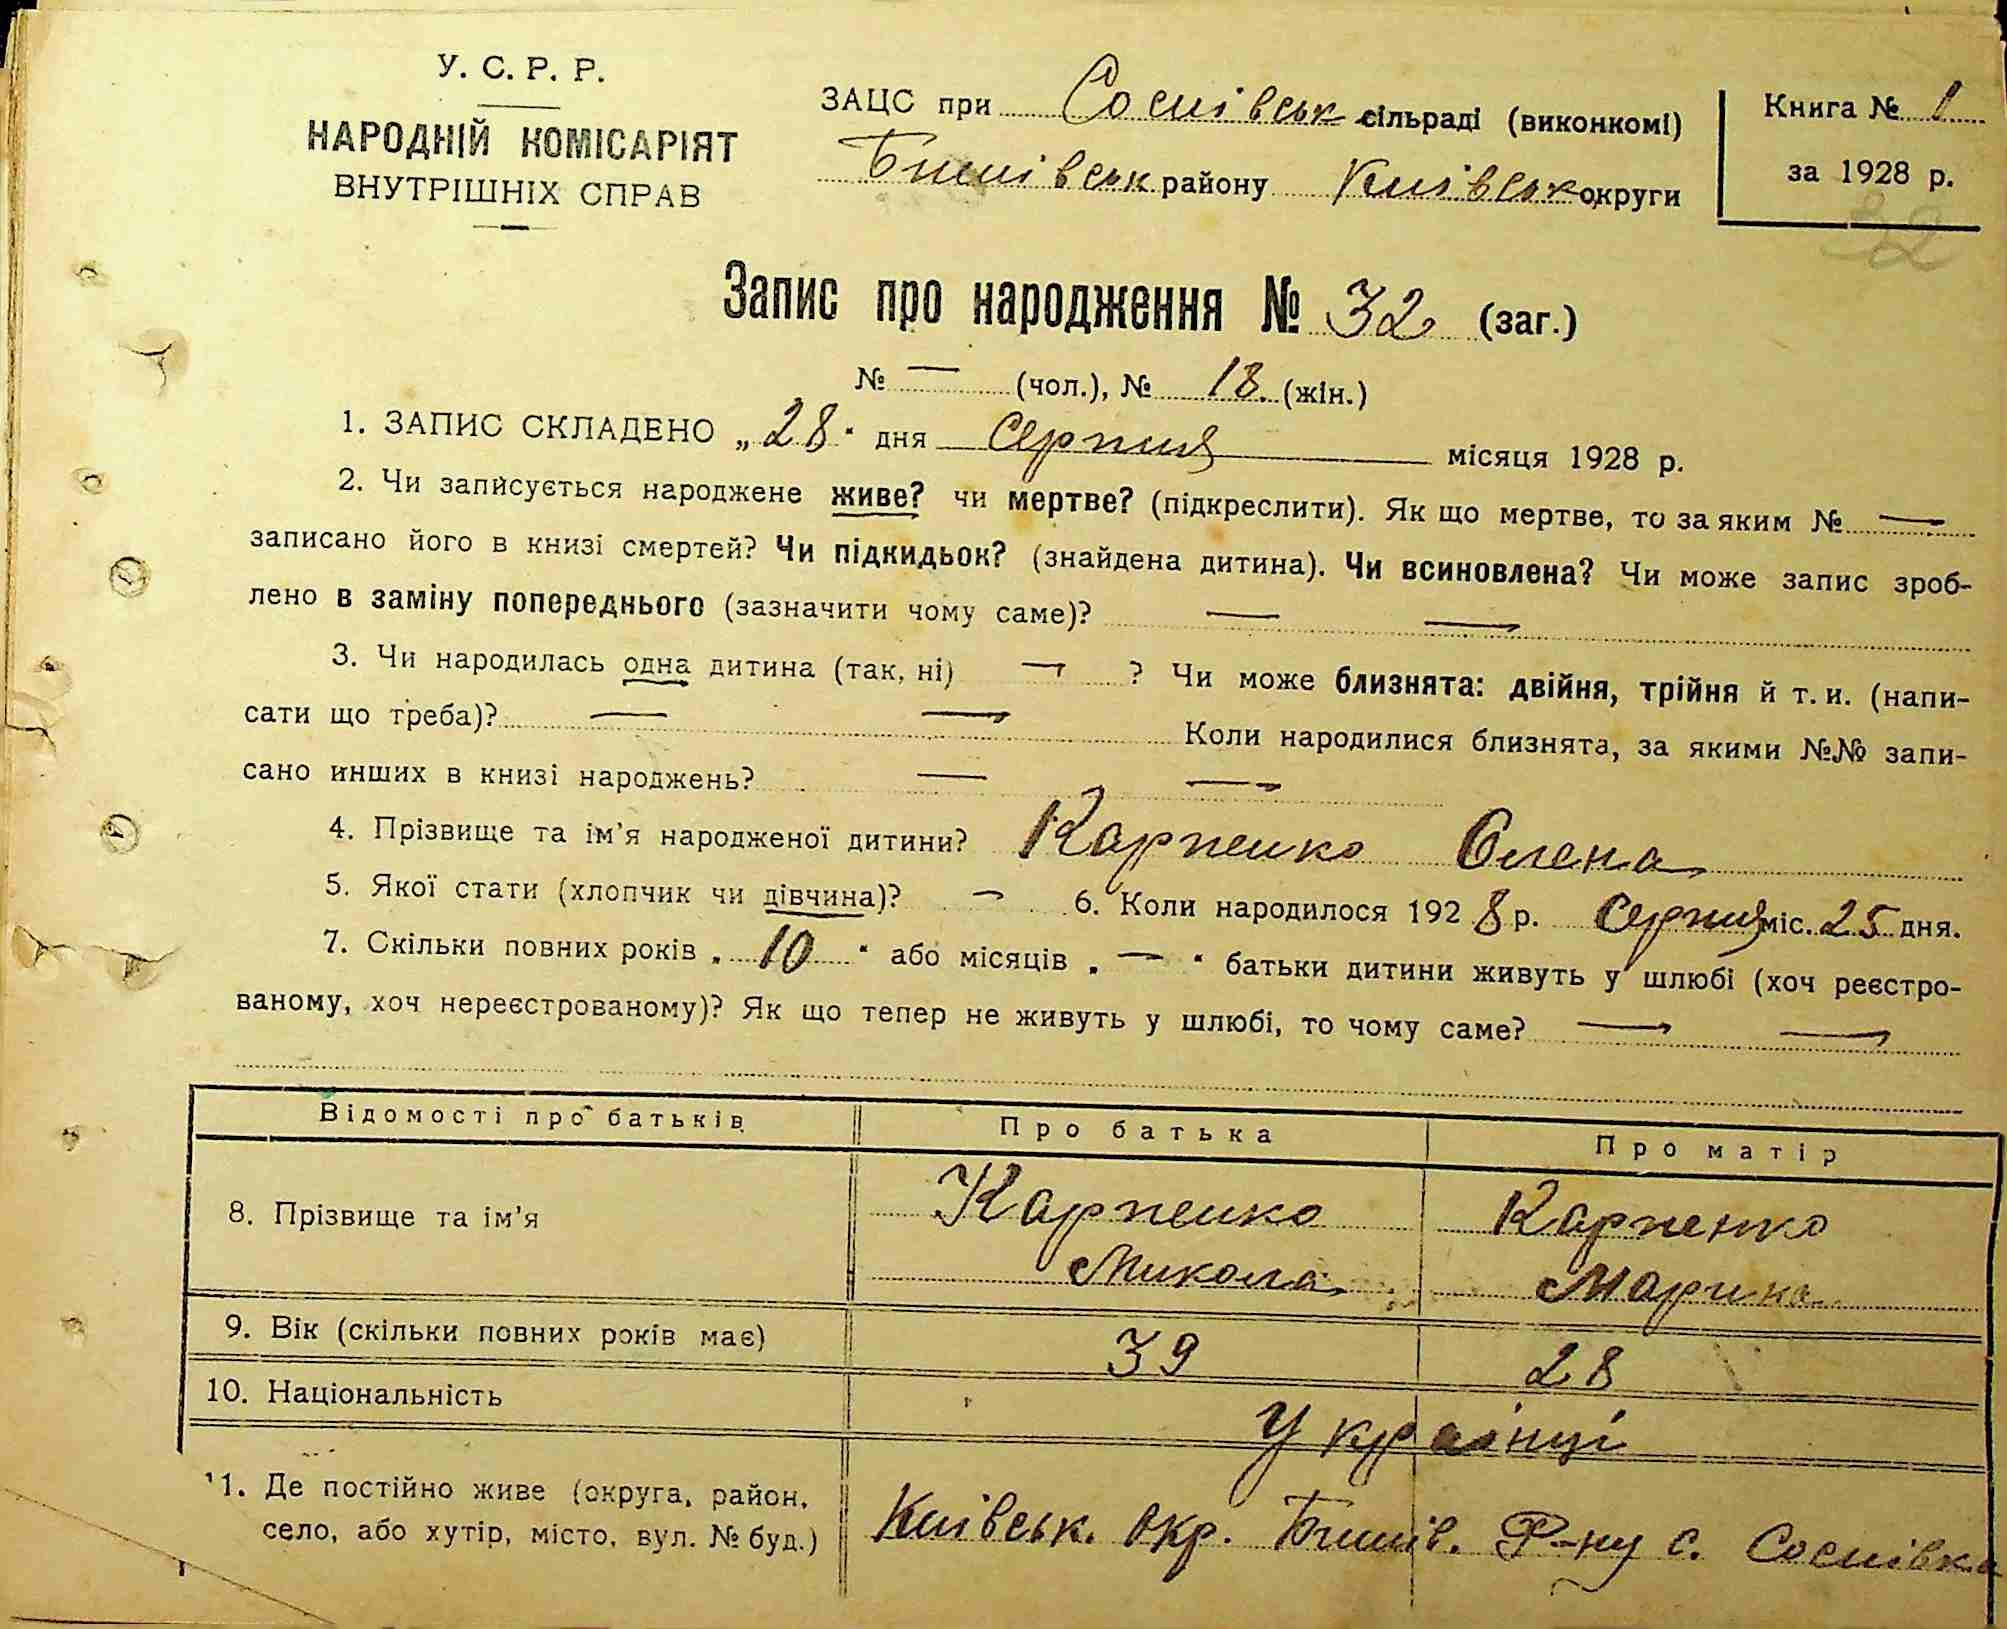 У. С. Р. Р.
НАРОДНІЙ КОМІСАРІЯТ
ВНУТРІШНІХ СПРАВ
ЗАЦС при Соснівськ сільраді (виконкомі)
Бишівськ району Київськ округи
Книга № 1
за 1928 р.
32
Запис про народження № 32 (заг.)
№ — (чол.), № 18. (жін.)
1. ЗАПИС СКЛАДЕНО „28“ дня Серпня місяця 1928 р.
2. Чи записується народжене живе? чи мертве? (підкреслити). Як що мертве, то за яким № —
записано його в книзі смертей? Чи підкидьок? (знайдена дитина). Чи всиновлена? Чи може запис зроб-
лено в заміну попереднього (зазначити чому саме)? — —
3. Чи народилась одна дитина (так, ні) — ? Чи може близнята: двійня, трійня й т. и. (напи-
сати що треба)? — — Коли народилися близнята, за якими №№ запи-
сано инших в книзі народжень? — —
4. Прізвище та ім’я народженої дитини? Карпенко Олена
5. Якої стати (хлопчик чи дівчина)? — 6. Коли народилося 1928 р. Серпня міс. 25 дня.
7. Скільки повних років „10“ або місяців „—“ батьки дитини живуть у шлюбі (хоч реєстро-
ваному, хоч нереєстрованому)? Як що тепер не живуть у шлюбі, то чому саме? — —
Відомості про батьків Про батька Про матір
8. Прізвище та ім’я Карпенко Карпенко
Микола Марина
9. Вік (скільки повних років має) 39 28
10. Національність Українці
11. Де постійно живе (округа, район,
село, або хутір, місто, вул. № буд.) Київськ. окр. Бишів. Р-ну с. Соснівка